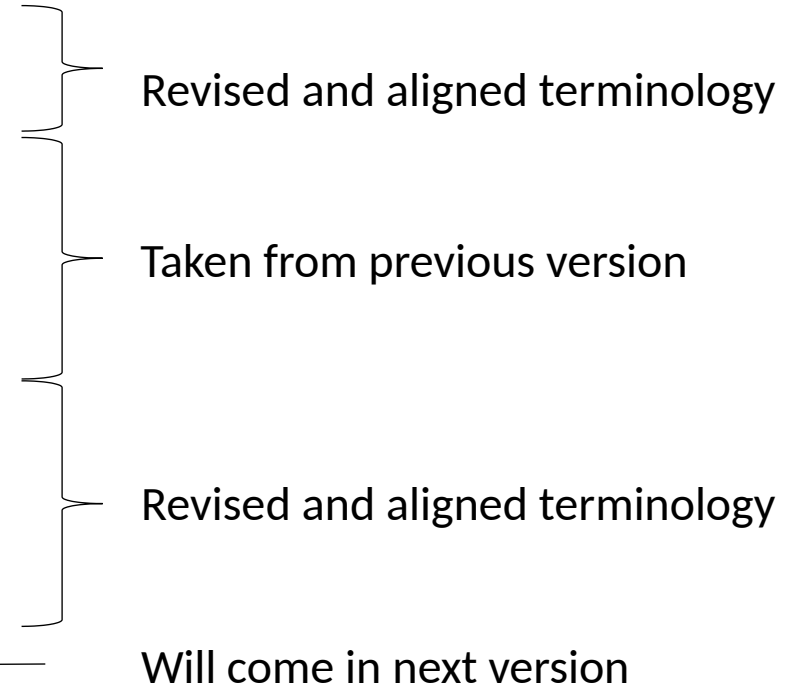 Revised and aligned terminology
Taken from previous version
Revised and aligned terminology
Will come in next version